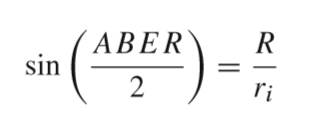 sin(ABER/2) = R/r_i